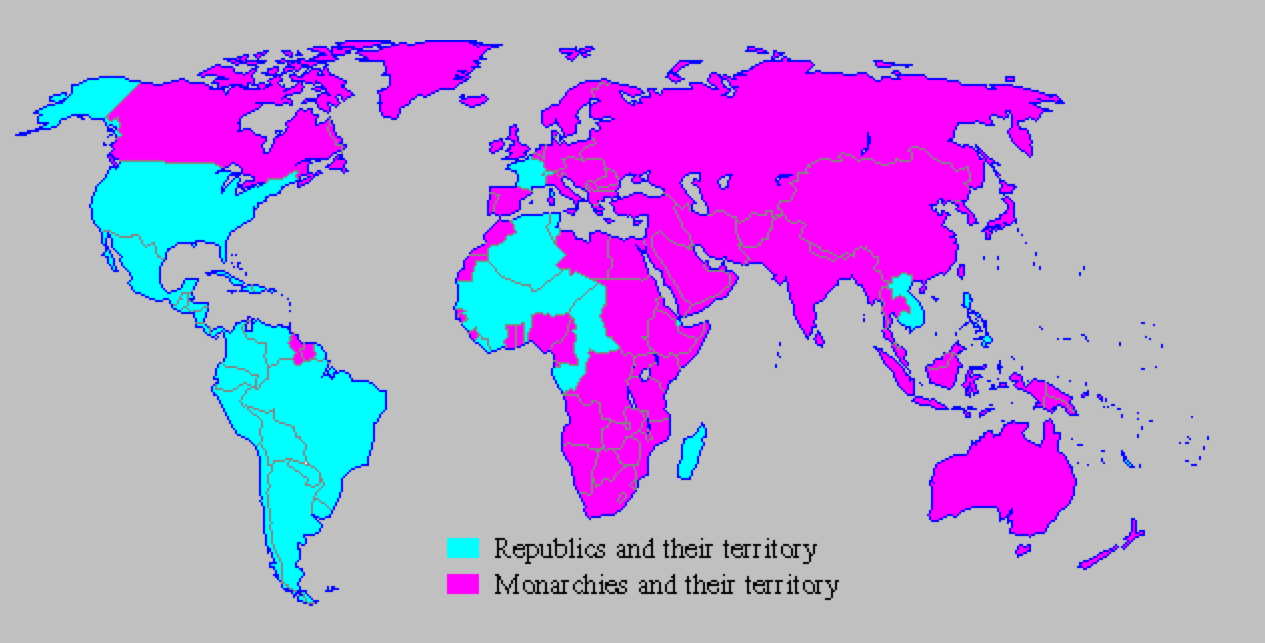 Republics and their territory
Monarchies and their territory